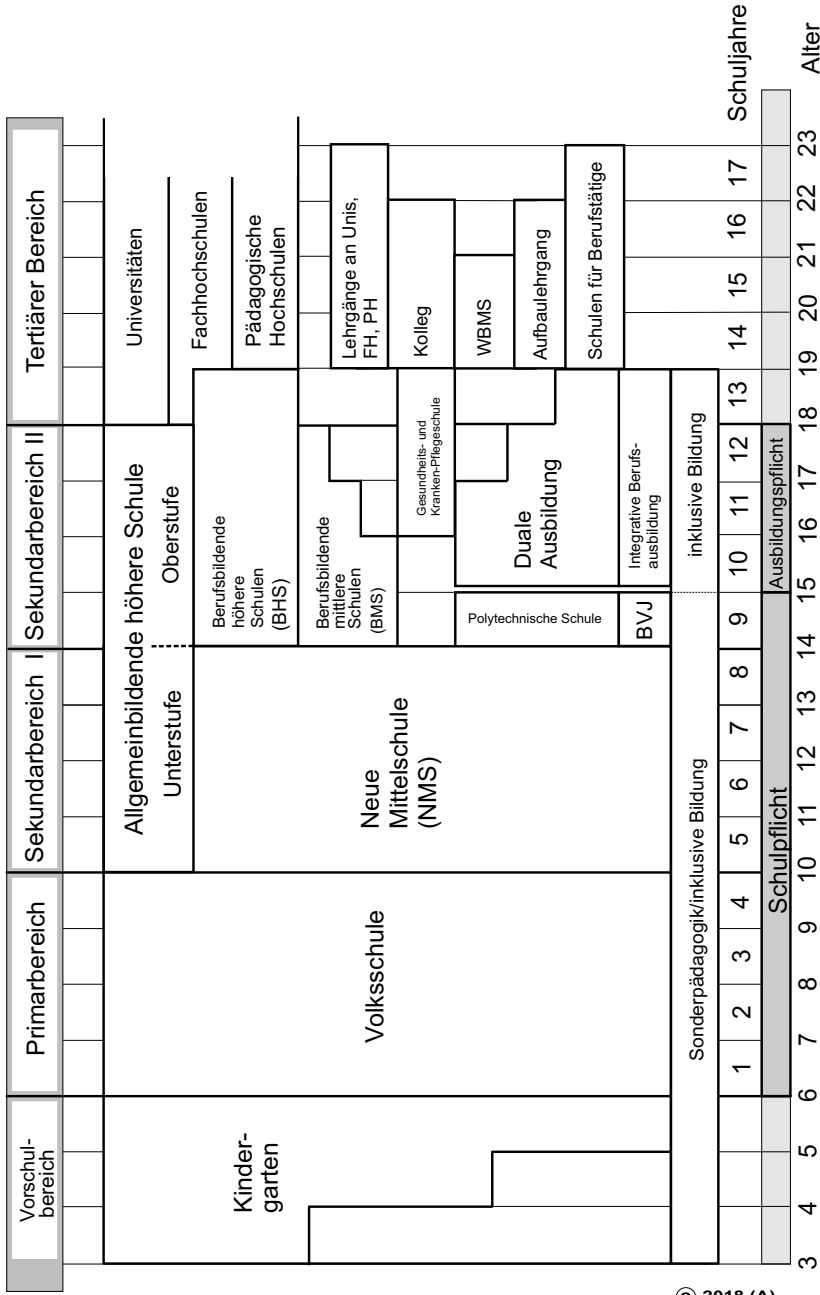 Vorschul-
bereich
Primarbereich
Sekundarbereich I
Sekundarbereich II
Tertiärer Bereich
Kinder-
garten
Volksschule
Allgemeinbildende höhere Schule
Unterstufe
Oberstufe
Neue
Mittelschule
(NMS)
Berufsbildende
höhere
Schulen
(BHS)
Berufsbildende
mittlere
Schulen
(BMS)
Gesundheits- und
Kranken-Pflegeschule
Polytechnische Schule
BVJ
Duale
Ausbildung
Integrative Berufs-
ausbildung
Universitäten
Fachhochschulen
Pädagogische
Hochschulen
Lehrgänge an Unis,
FH, PH
Kolleg
WBMS
Aufbaulehrgang
Schulen für Berufstätige
Sonderpädagogik/inklusive Bildung
inklusive Bildung
1 2 3 4 5 6 7 8 9 10 11 12 13 14 15 16 17 Schuljahre
Schulpflicht
Ausbildungspflicht
3 4 5 6 7 8 9 10 11 12 13 14 15 16 17 18 19 20 21 22 23 Alter
2018 (A)